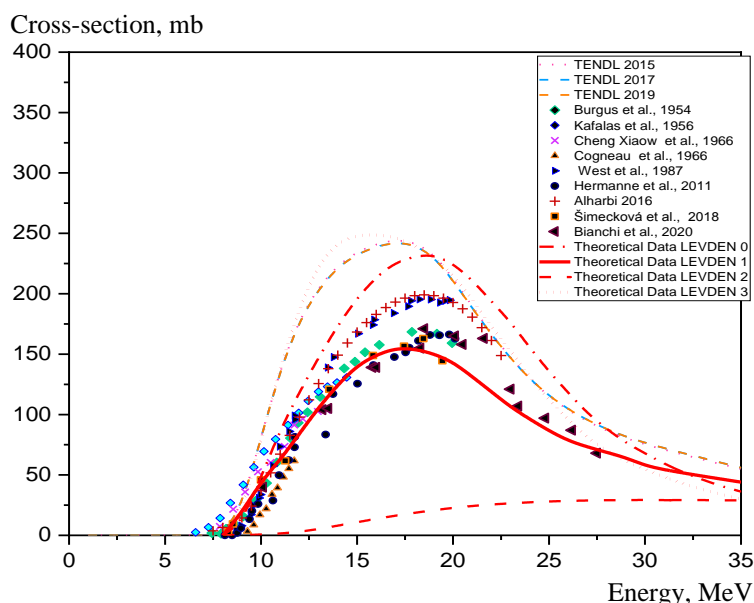 Cross-section, mb
400
350
300
250
200
150
100
50
0
TENDL 2015
TENDL 2017
TENDL 2019
Burgus et al., 1954
Kafalas et al., 1956
Cheng Xiaow et al., 1966
Cogneau et al., 1966
West et al., 1987
Hermanne et al., 2011
Alharbi 2016
Šimecková et al., 2018
Bianchi et al., 2020
Theoretical Data LEVDEN 0
Theoretical Data LEVDEN 1
Theoretical Data LEVDEN 2
Theoretical Data LEVDEN 3
0 5 10 15 20 25 30 35
Energy, MeV